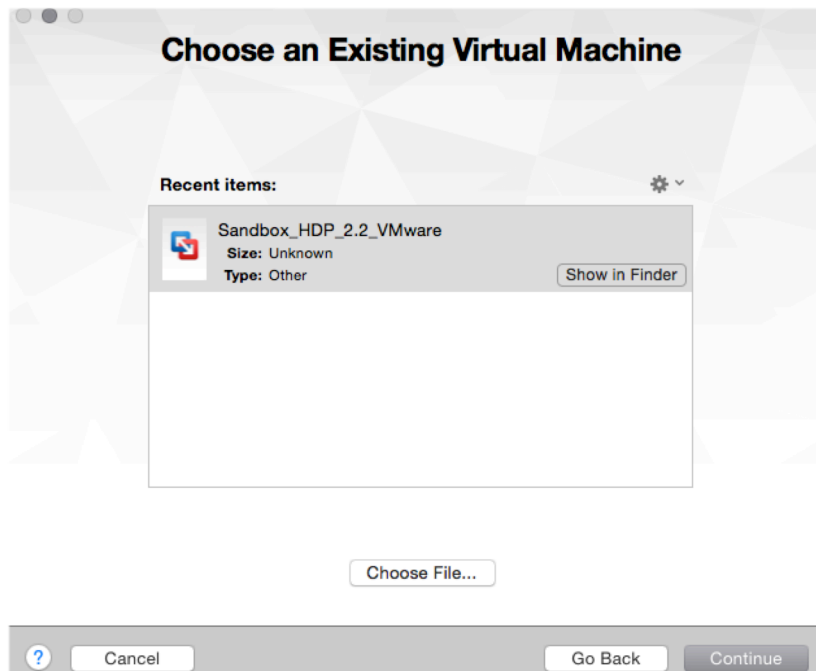 Choose an Existing Virtual Machine
Recent items:
Sandbox_HDP_2.2_VMware
Size: Unknown
Type: Other
Show in Finder
Choose File...
? Cancel Go Back Continue